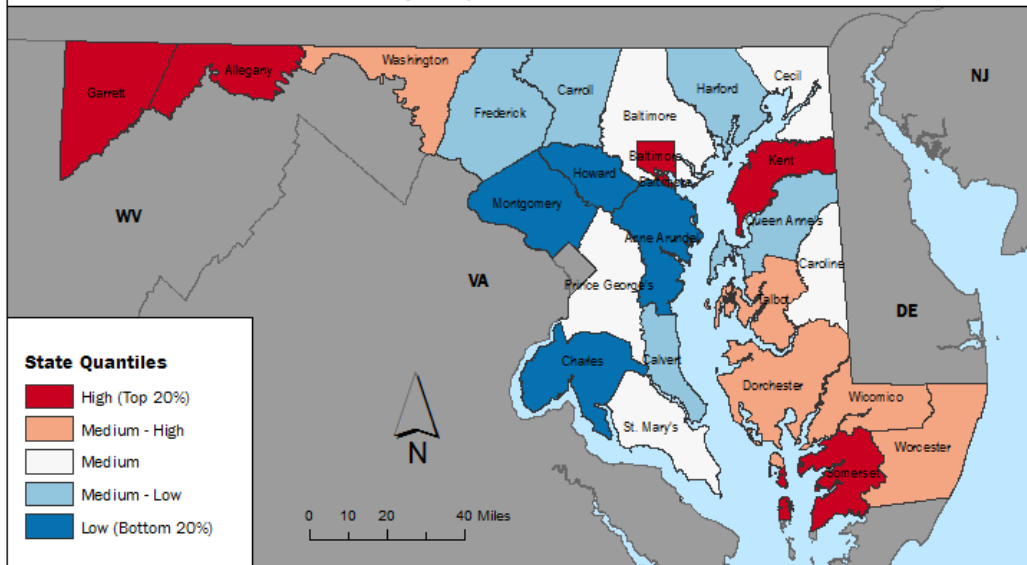 Washington
Allegany
Garrett
Cecil
NJ
Carroll
Harford
Frederick
Baltimore
Baltimore
Kent
Howard
Baltimore
Montgomery
WV
Queen Anne's
Anne Arundel
Caroline
VA
Prince George's
Talbot
DE
Charles
Calvert
Dorchester
Wicomico
St. Mary's
Worcester
Somerset
State Quantiles
High (Top 20%)
Medium - High
Medium
Medium - Low
Low (Bottom 20%)
N
0 10 20 40 Miles